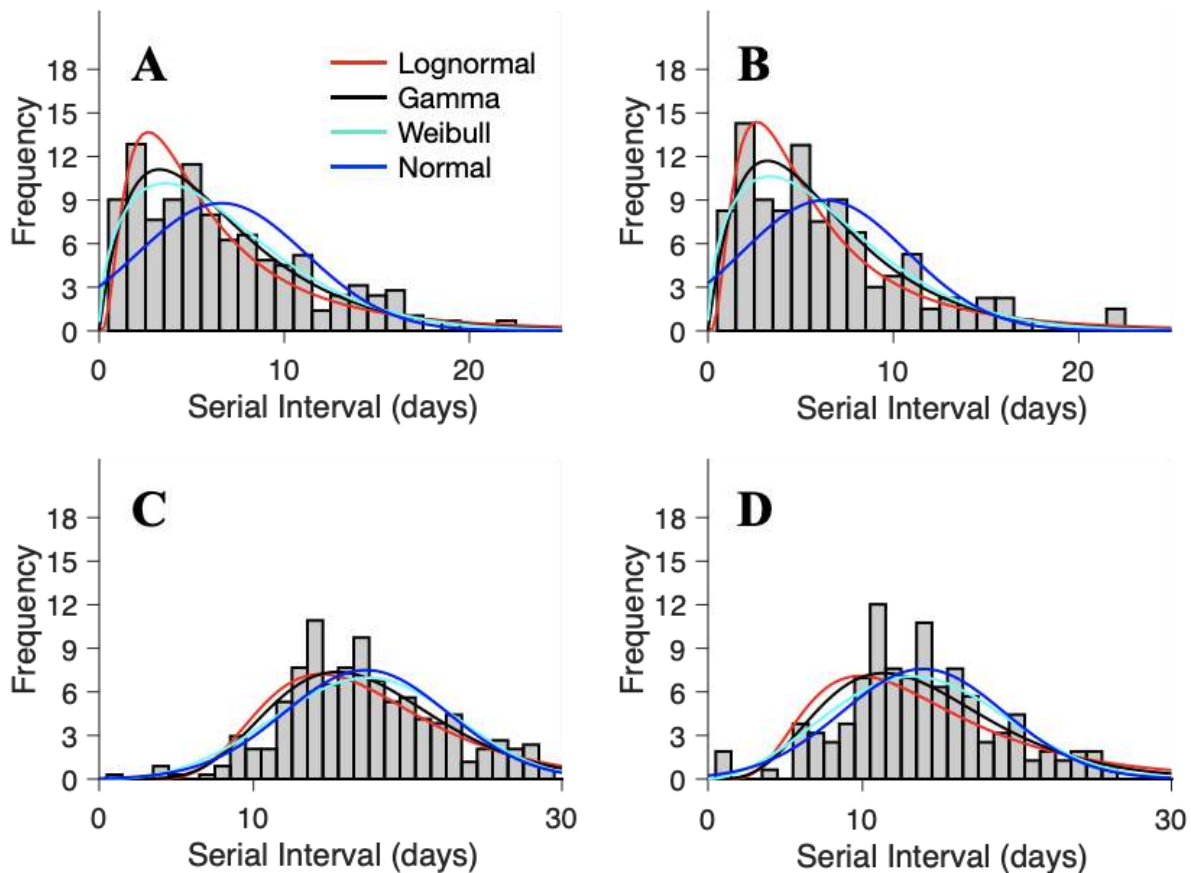 A
Lognormal
Gamma
Weibull
Normal
Frequency
18
15
12
9
6
3
0
0 10 20
Serial Interval (days)
B
Frequency
18
15
12
9
6
3
0
0 10 20
Serial Interval (days)
C
Frequency
18
15
12
9
6
3
0
0 10 30
Serial Interval (days)
D
Frequency
18
15
12
9
6
3
0
0 10 30
Serial Interval (days)